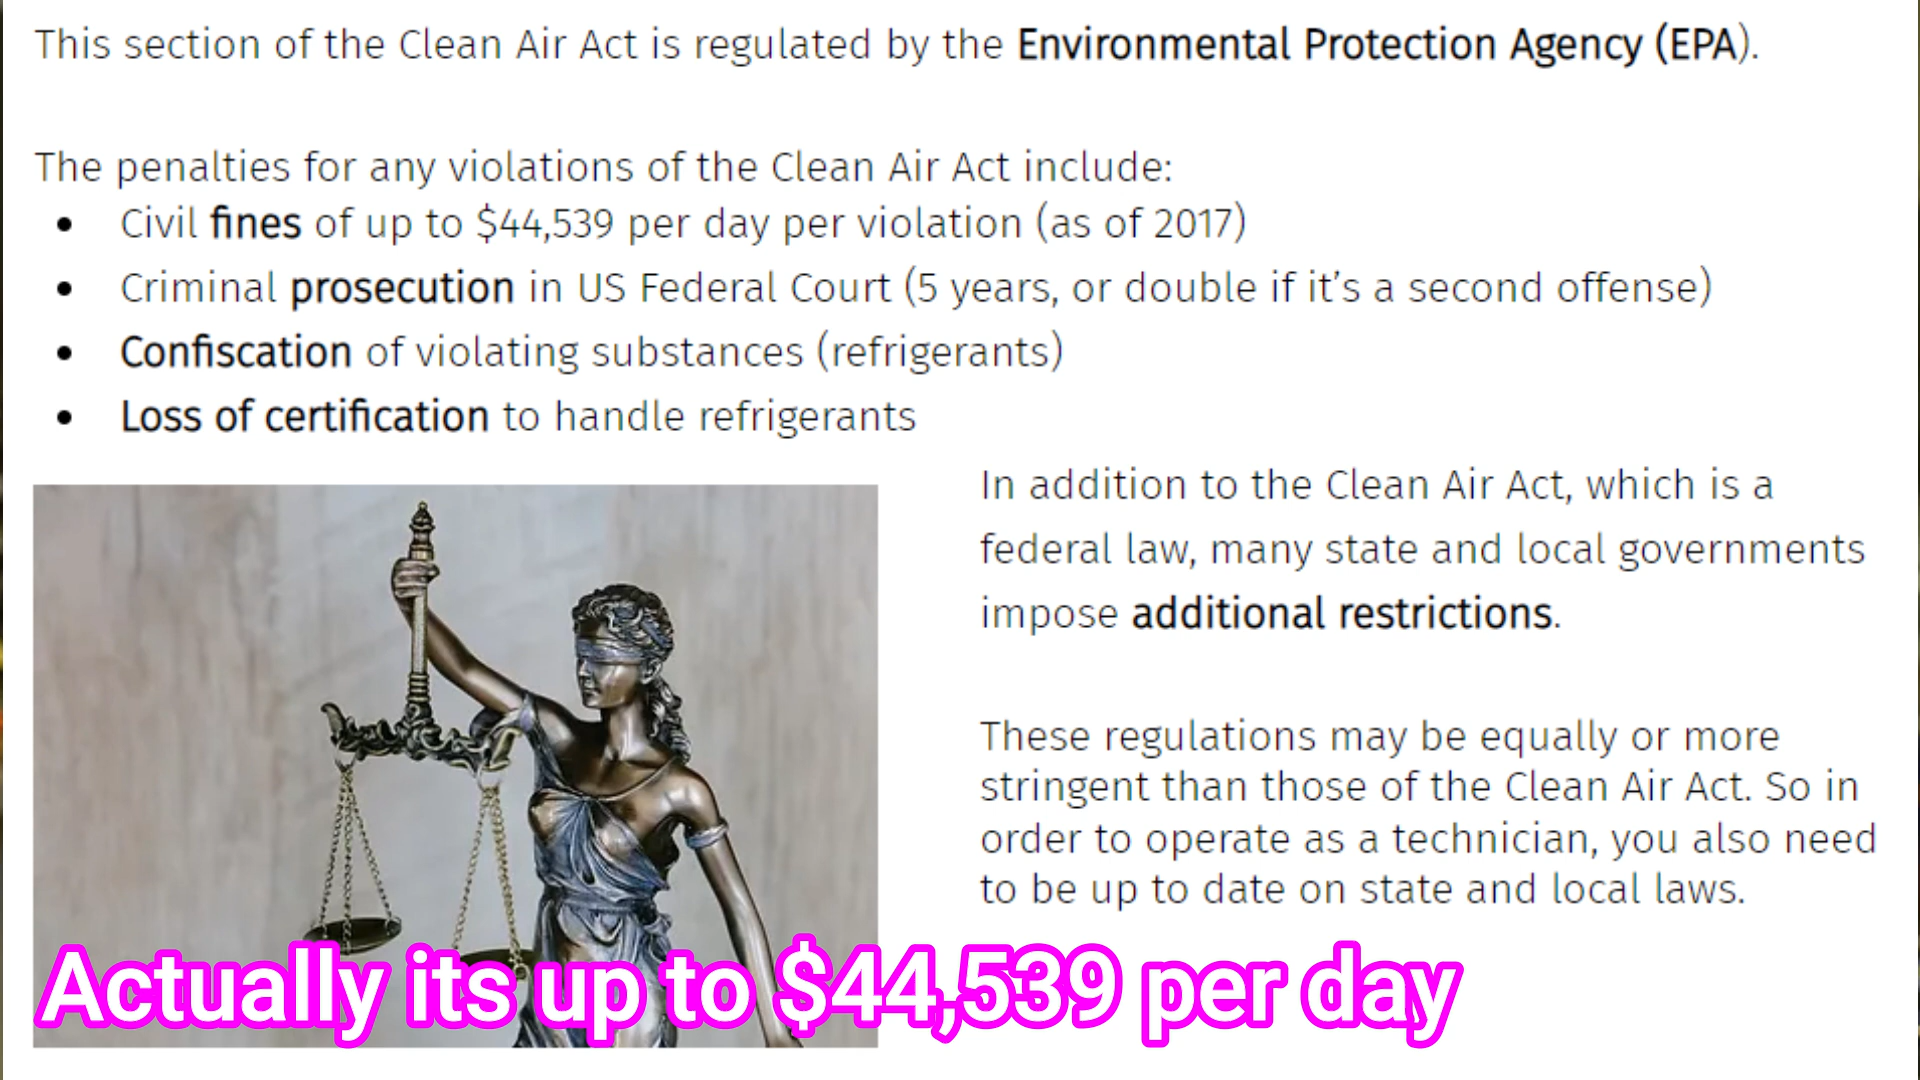 This section of the Clean Air Act is regulated by the Environmental Protection Agency (EPA).
The penalties for any violations of the Clean Air Act include:
• Civil fines of up to $44,539 per day per violation (as of 2017)
• Criminal prosecution in US Federal Court (5 years, or double if it’s a second offense)
• Confiscation of violating substances (refrigerants)
• Loss of certification to handle refrigerants
In addition to the Clean Air Act, which is a
federal law, many state and local governments
impose additional restrictions.
These regulations may be equally or more
stringent than those of the Clean Air Act. So in
order to operate as a technician, you also need
to be up to date on state and local laws.
Actually its up to $44,539 per day